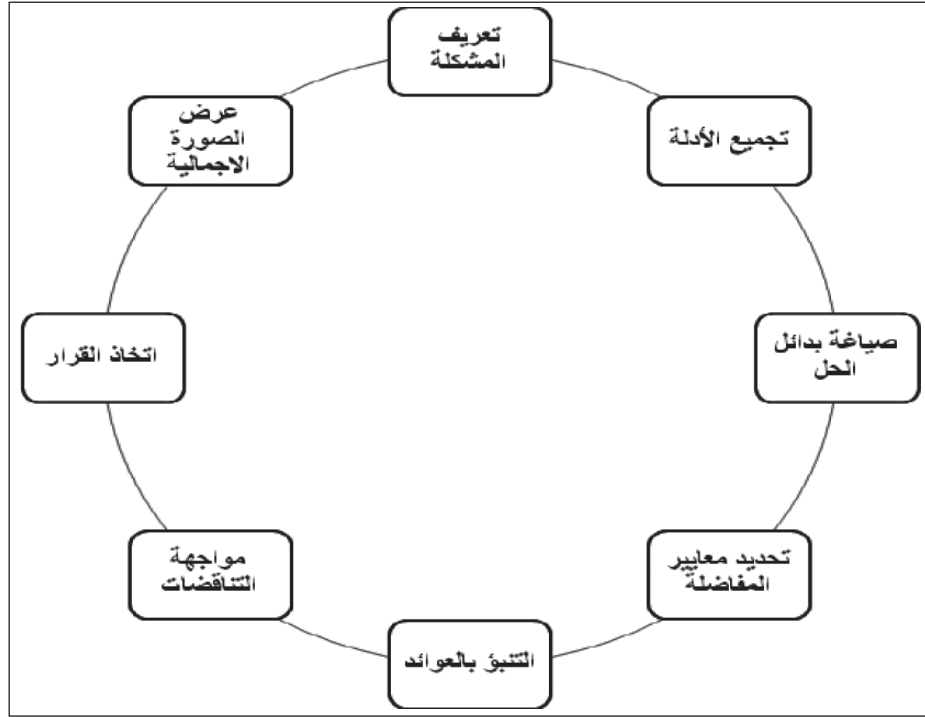 تعريف
المشكلة
تجميع الأدلة
صياغة بدائل
الحل
تحديد معايير
المفاضلة
التنبؤ بالعوائد
مواجهة
التناقضات
اتخاذ القرار
عرض
الصورة
الاجمالية